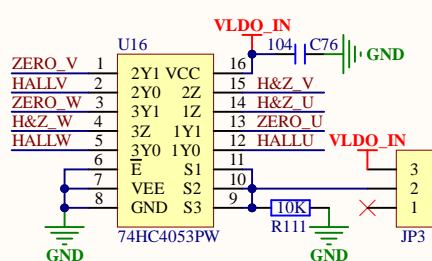 VLDO_IN
U16 104 C76
GND
ZERO_V 1 2Y1 VCC 16
HALLV 2 2Y0 2Z 15 H&Z_V
ZERO_W 3 3Y1 1Z 14 H&Z_U
H&Z_W 4 3Z 1Y1 13 ZERO_U
HALLW 5 3Y0 1Y0 12 HALLU VLDO_IN
6 E S1 11 3
7 VEE S2 10 2
8 GND S3 9 10K 1
74HC4053PW R111 JP3
GND GND